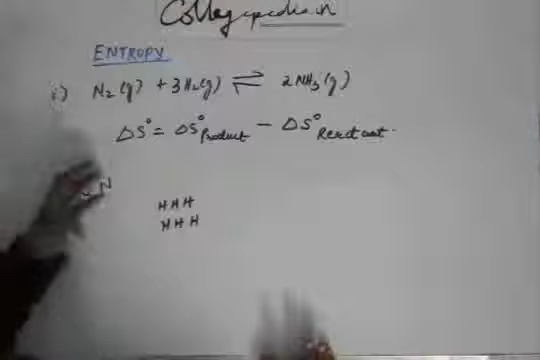 Collegepedia.in
ENTROPY
i) N₂(g) + 3H₂(g) ⇌ 2NH₃(g)
ΔS° = ΔS°Product - ΔS°Reactant.
N
HHH
HHH